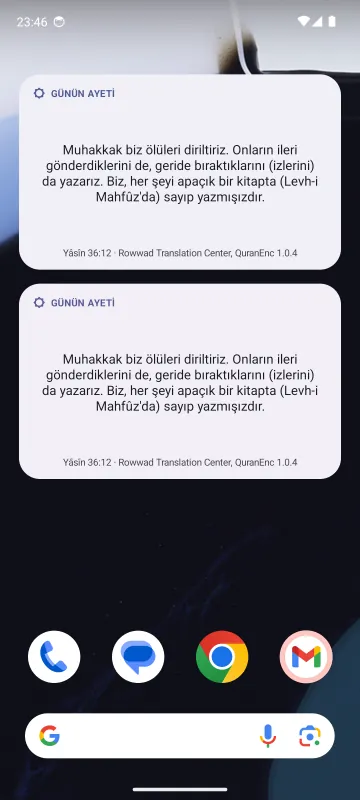 23:46
GÜNÜN AYETİ
Muhakkak biz ölüleri diriltiriz. Onların ileri
gönderdiklerini de, geride bıraktıklarını (izlerini)
da yazarız. Biz, her şeyi apaçık bir kitapta (Levh-i
Mahfûz'da) sayıp yazmışızdır.
Yâsîn 36:12 · Rowwad Translation Center, QuranEnc 1.0.4
GÜNÜN AYETİ
Muhakkak biz ölüleri diriltiriz. Onların ileri
gönderdiklerini de, geride bıraktıklarını (izlerini)
da yazarız. Biz, her şeyi apaçık bir kitapta (Levh-i
Mahfûz'da) sayıp yazmışızdır.
Yâsîn 36:12 · Rowwad Translation Center, QuranEnc 1.0.4